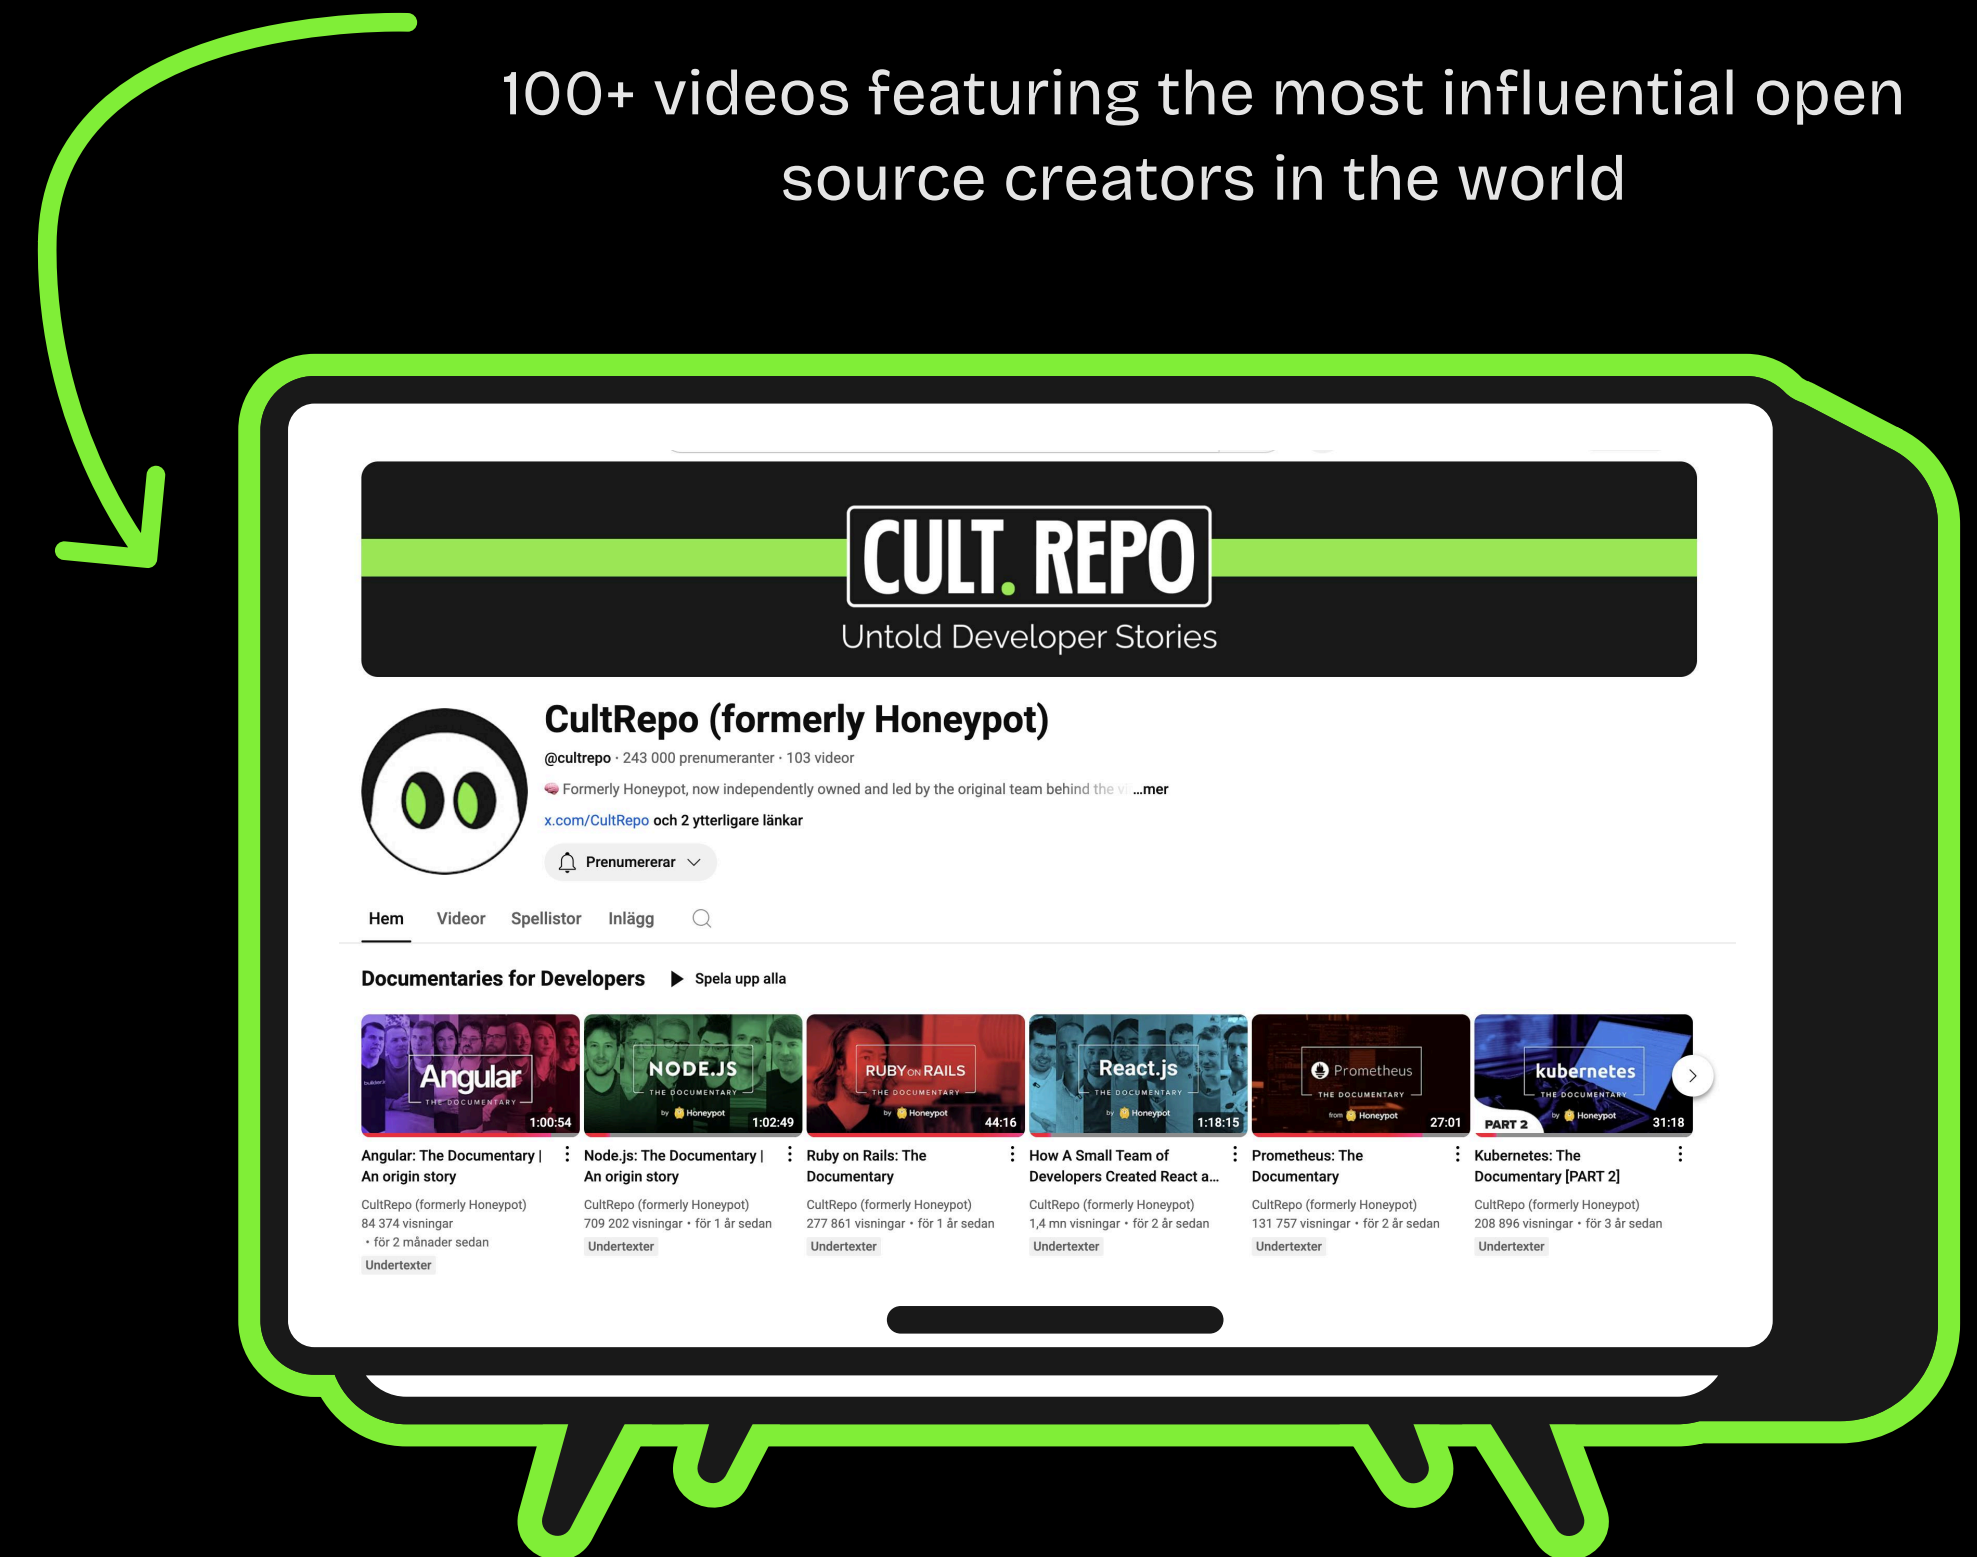 100+ videos featuring the most influential open
source creators in the world
CULT. REPO
Untold Developer Stories
CultRepo (formerly Honeypot)
@cultrepo · 243 000 prenumeranter · 103 videor
Formerly Honeypot, now independently owned and led by the original team behind the ...mer
x.com/CultRepo och 2 ytterligare länkar
Prenumererar
Hem Videor Spellistor Inlägg
Documentaries for Developers Spela upp alla
Angular
THE DOCUMENTARY
1:00:54
NODE.JS
THE DOCUMENTARY
by Honeypot
1:02:49
RUBY ON RAILS
THE DOCUMENTARY
by Honeypot
44:16
React.js
THE DOCUMENTARY
by Honeypot
1:18:15
Prometheus
THE DOCUMENTARY
from Honeypot
27:01
kubernetes
THE DOCUMENTARY
by Honeypot
PART 2
31:18
Angular: The Documentary |
An origin story
CultRepo (formerly Honeypot)
84 374 visningar
• för 2 månader sedan
Undertexter
Node.js: The Documentary |
An origin story
CultRepo (formerly Honeypot)
709 202 visningar • för 1 år sedan
Undertexter
Ruby on Rails: The
Documentary
CultRepo (formerly Honeypot)
277 861 visningar • för 1 år sedan
Undertexter
How A Small Team of
Developers Created React a...
CultRepo (formerly Honeypot)
1,4 mn visningar • för 2 år sedan
Undertexter
Prometheus: The
Documentary
CultRepo (formerly Honeypot)
131 757 visningar • för 2 år sedan
Undertexter
Kubernetes: The
Documentary [PART 2]
CultRepo (formerly Honeypot)
208 896 visningar • för 3 år sedan
Undertexter